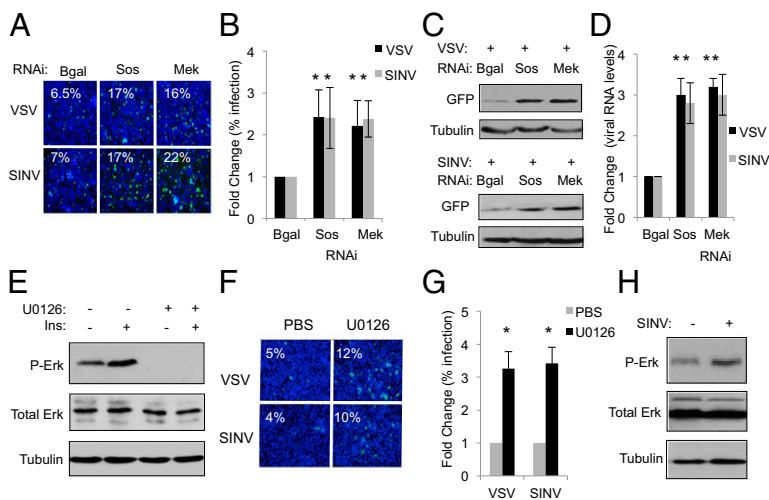 A
RNAi: Bgal Sos Mek
VSV 6.5% 17% 16%
SINV 7% 17% 22%
B
Fold Change (% infection)
4
3
2
1
0
* * * *
VSV
SINV
Bgal Sos Mek
RNAi
C
VSV: + + +
RNAi: Bgal Sos Mek
GFP
Tubulin
SINV: + + +
RNAi: Bgal Sos Mek
GFP
Tubulin
D
Fold Change (viral RNA levels)
5
4
3
2
1
0
** **
VSV
SINV
Bgal Sos Mek
RNAi
E
U0126: - - + +
Ins: - + - +
P-Erk
Total Erk
Tubulin
F
PBS U0126
VSV 5% 12%
SINV 4% 10%
G
Fold Change (% infection)
5
4
3
2
1
0
* *
PBS
U0126
VSV SINV
H
SINV: - +
P-Erk
Total Erk
Tubulin